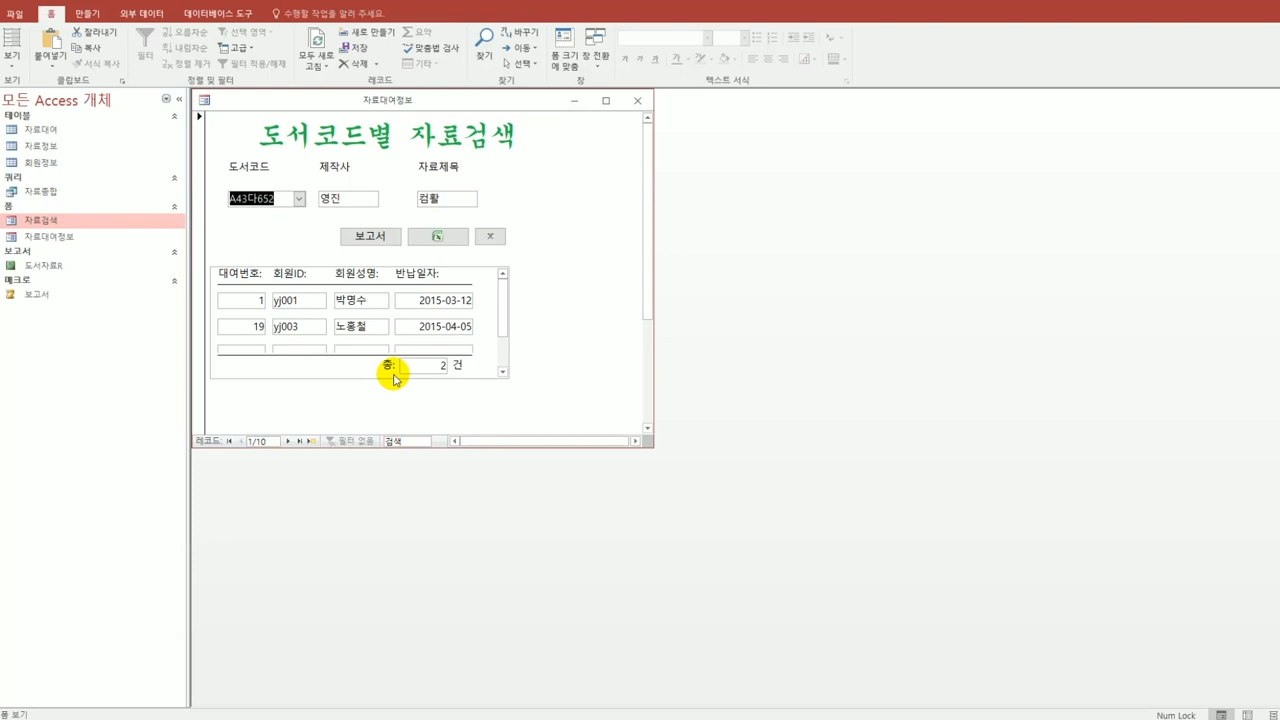 파일 홈 만들기 외부 데이터 데이터베이스 도구 수행할 작업을 알려 주세요.
보기
보기
붙여넣기
잘라내기
복사
서식 복사
클립보드
필터
오름차순
내림차순
정렬 제거
선택 영역
고급
필터 적용/해제
정렬 및 필터
모두 새로 고침
새로 만들기
저장
삭제
요약
맞춤법 검사
기타
레코드
찾기
바꾸기
이동
선택
찾기
폼 크기에 맞춤
창 전환
창
가 가 가
텍스트 서식
모든 Access 개체
테이블
자료대여
자료정보
회원정보
쿼리
자료종합
폼
자료검색
자료대여정보
보고서
도서자료R
매크로
보고서
자료대여정보
도서코드별 자료검색
도서코드 제작사 자료제목
A43다652 영진 컴활
보고서 x
대여번호: 회원ID: 회원성명: 반납일자:
1 yj001 박명수 2015-03-12
19 yj003 노홍철 2015-04-05
총: 2 건
레코드: 1/10 필터 없음 검색
폼 보기
Num Lock